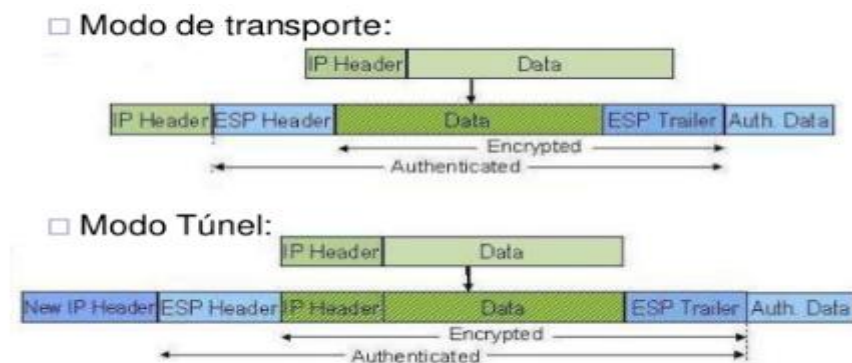 Modo de transporte:
IP Header Data
IP Header ESP Header Data ESP Trailer Auth. Data
Encrypted
Authenticated
Modo Túnel:
IP Header Data
New IP Header ESP Header IP Header Data ESP Trailer Auth. Data
Encrypted
Authenticated